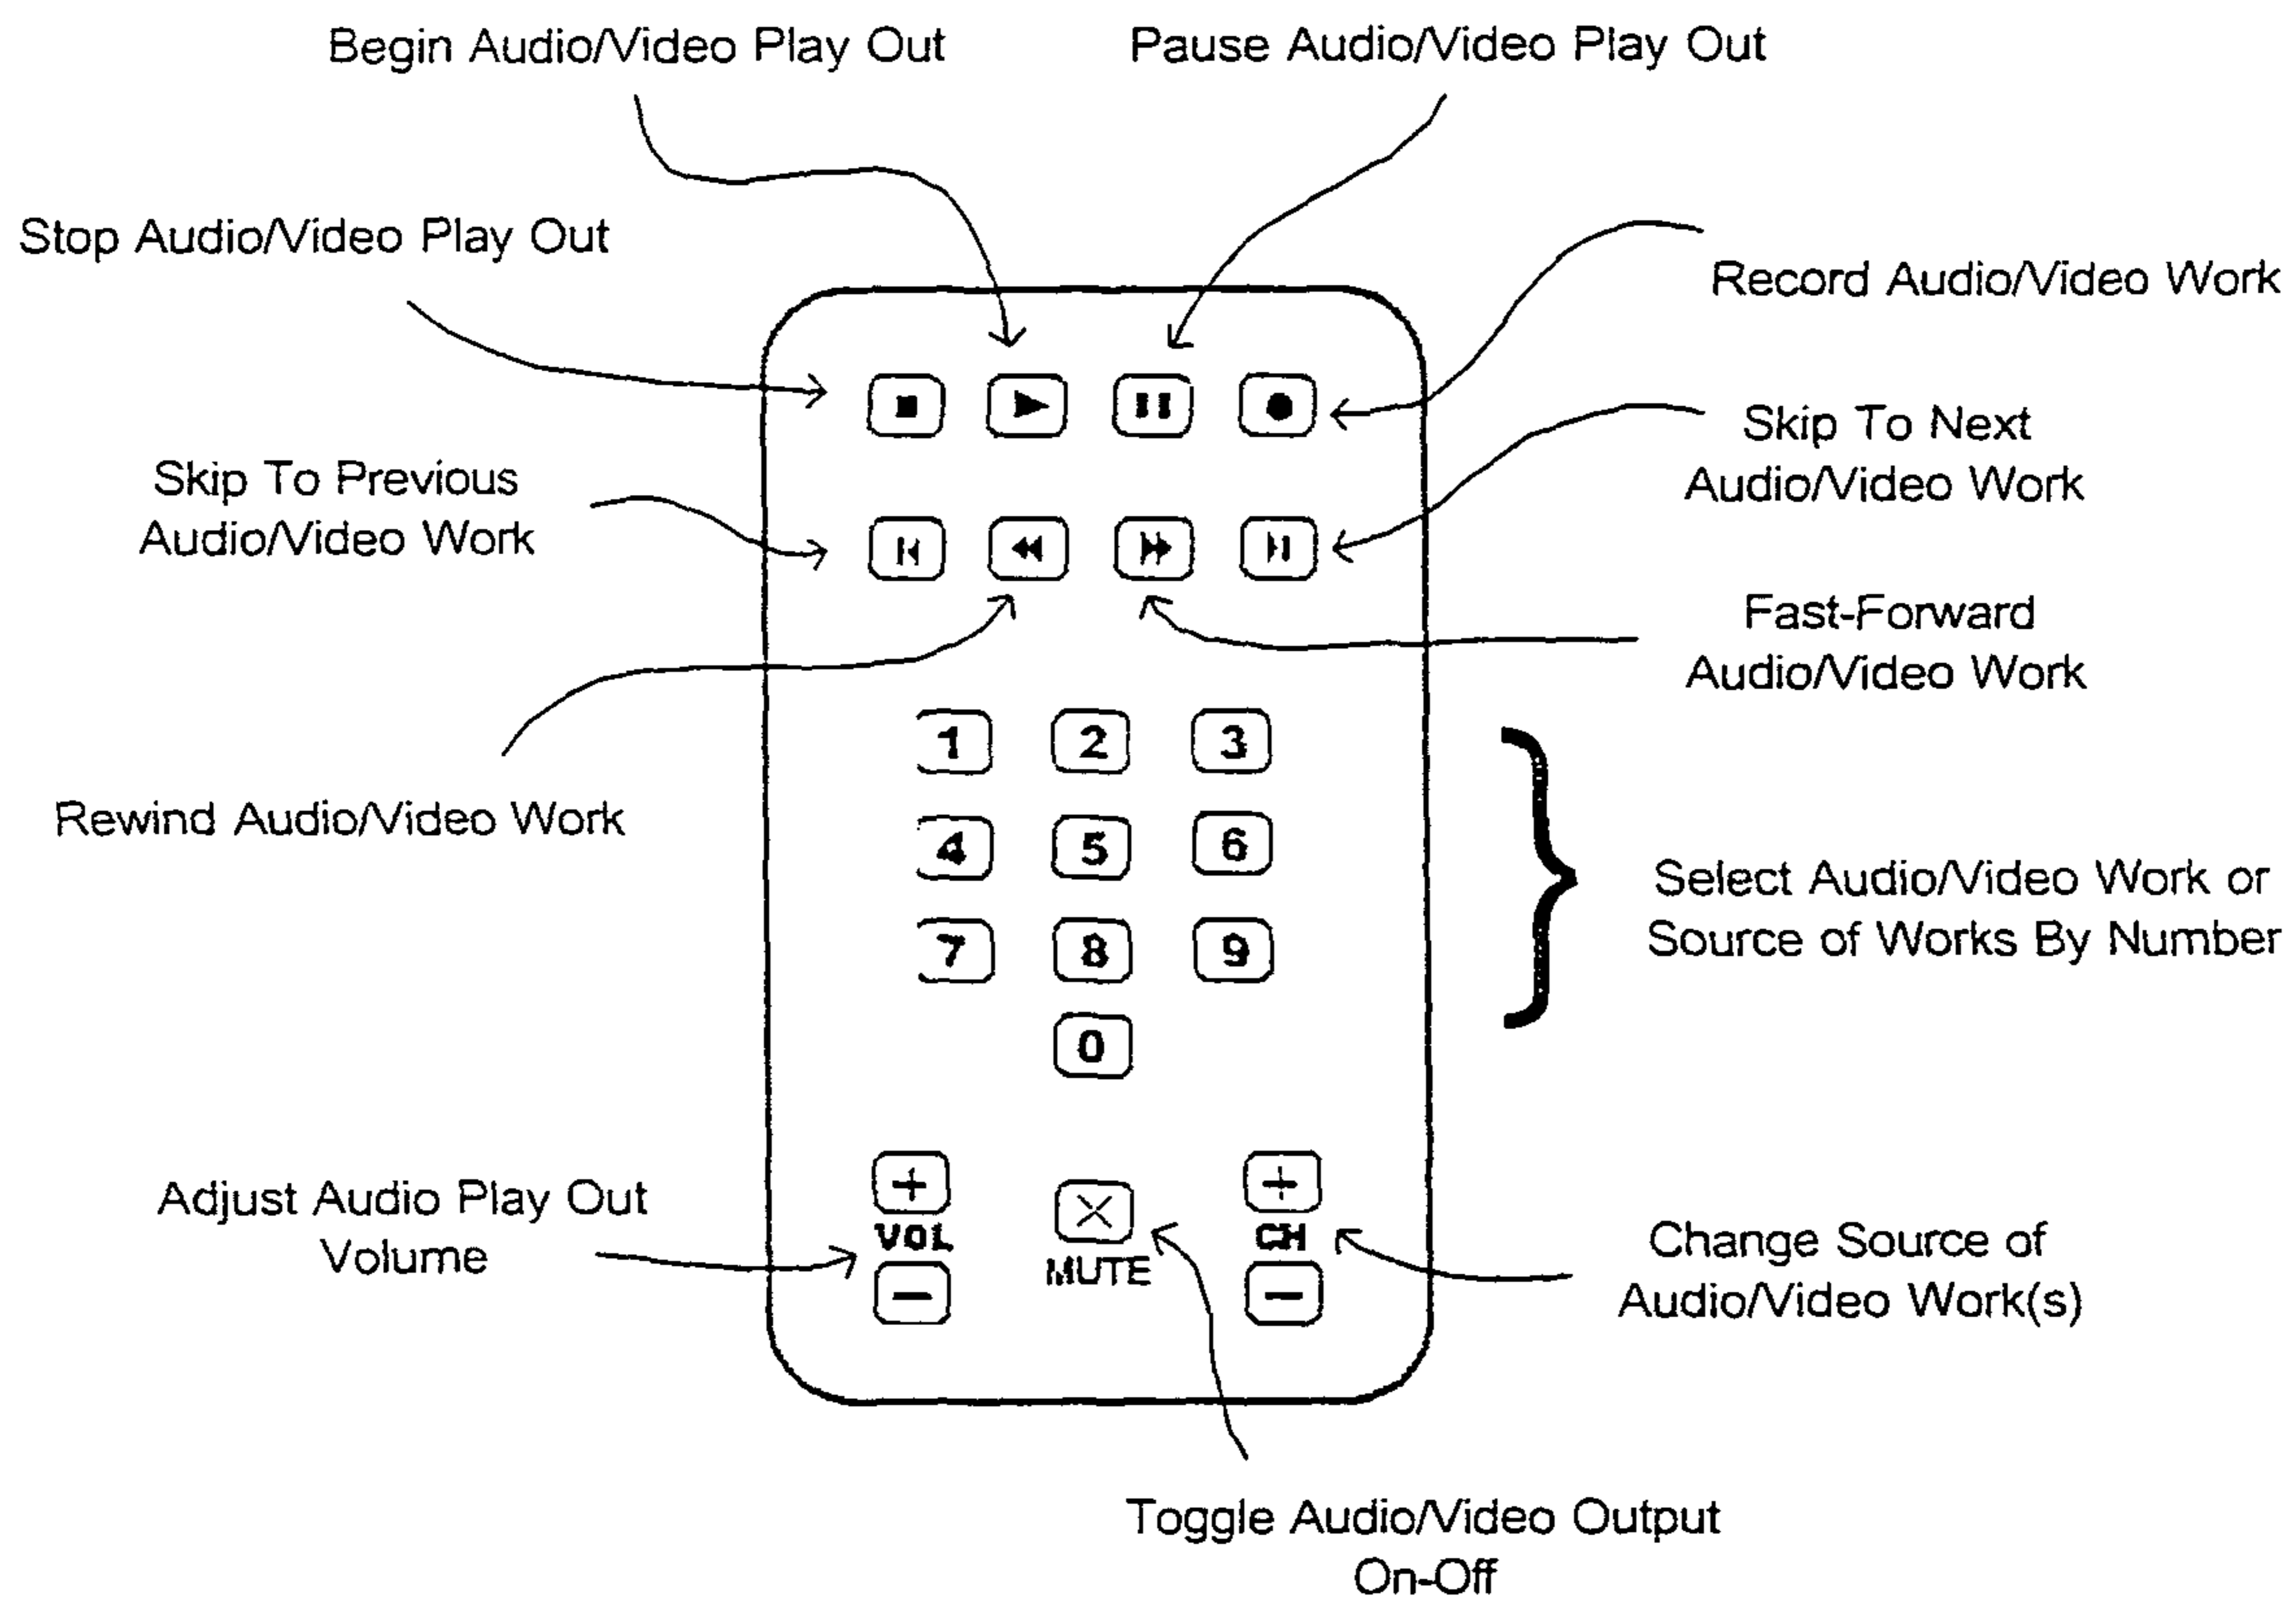 Begin Audio/Video Play Out
Pause Audio/Video Play Out
Stop Audio/Video Play Out
Record Audio/Video Work
Skip To Next
Audio/Video Work
Skip To Previous
Audio/Video Work
Fast-Forward
Audio/Video Work
1 2 3
Rewind Audio/Video Work
4 5 6
Select Audio/Video Work or
Source of Works By Number
7 8 9
0
Adjust Audio Play Out
Volume
VOL
MUTE
CH
Change Source of
Audio/Video Work(s)
Toggle Audio/Video Output
On-Off